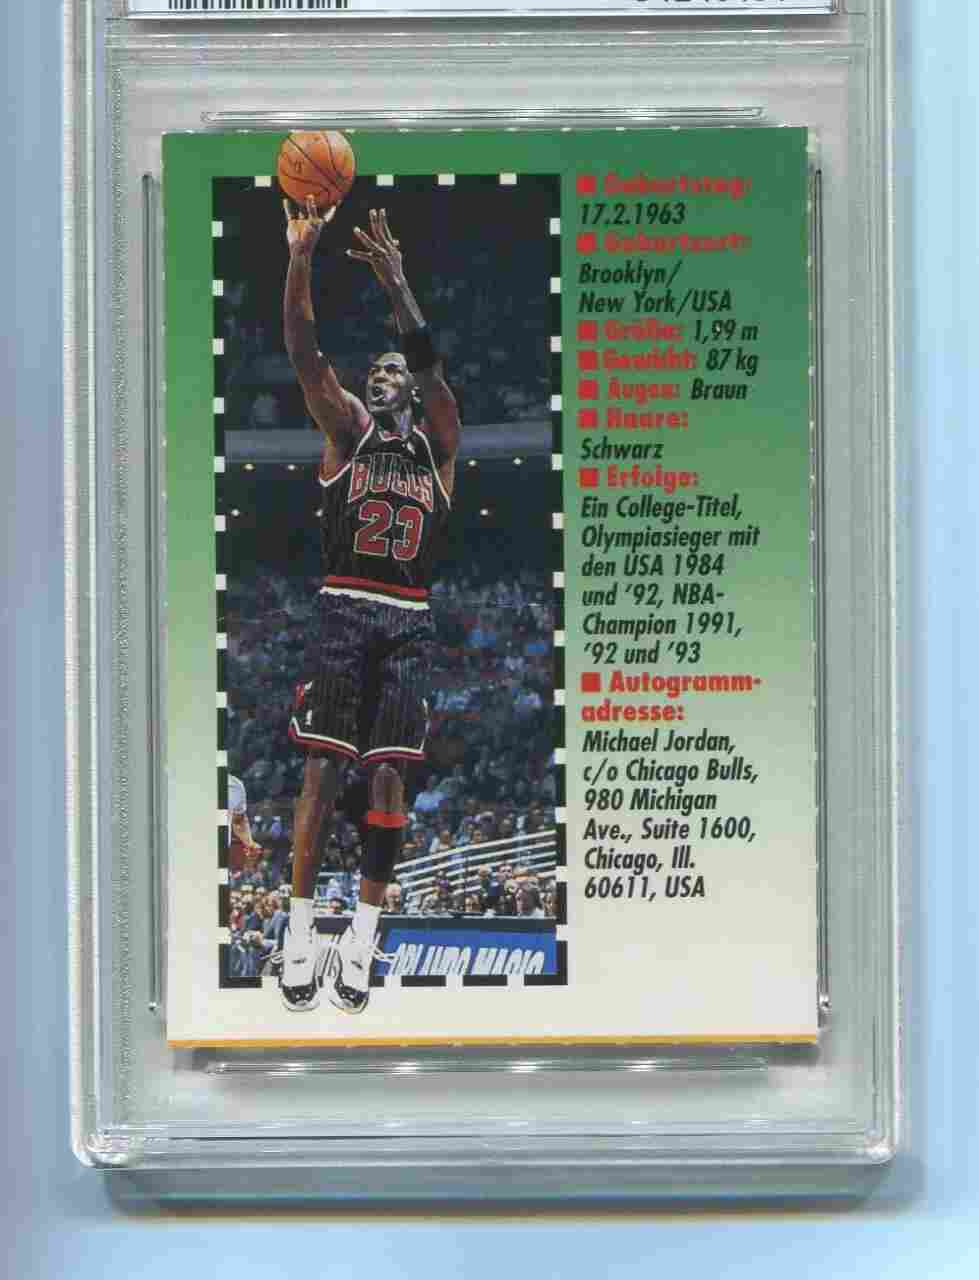 ■ Geburtstag:
17.2.1963
■ Geburtsort:
Brooklyn/
New York/USA
■ Größe: 1,99 m
■ Gewicht: 87 kg
■ Augen: Braun
■ Haare:
Schwarz
■ Erfolge:
Ein College-Titel,
Olympiasieger mit
den USA 1984
und '92, NBA-
Champion 1991,
'92 und '93
■ Autogramm-
adresse:
Michael Jordan,
c/o Chicago Bulls,
980 Michigan
Ave., Suite 1600,
Chicago, Ill.
60611, USA
BULLS
23
ORLANDO MAGIC